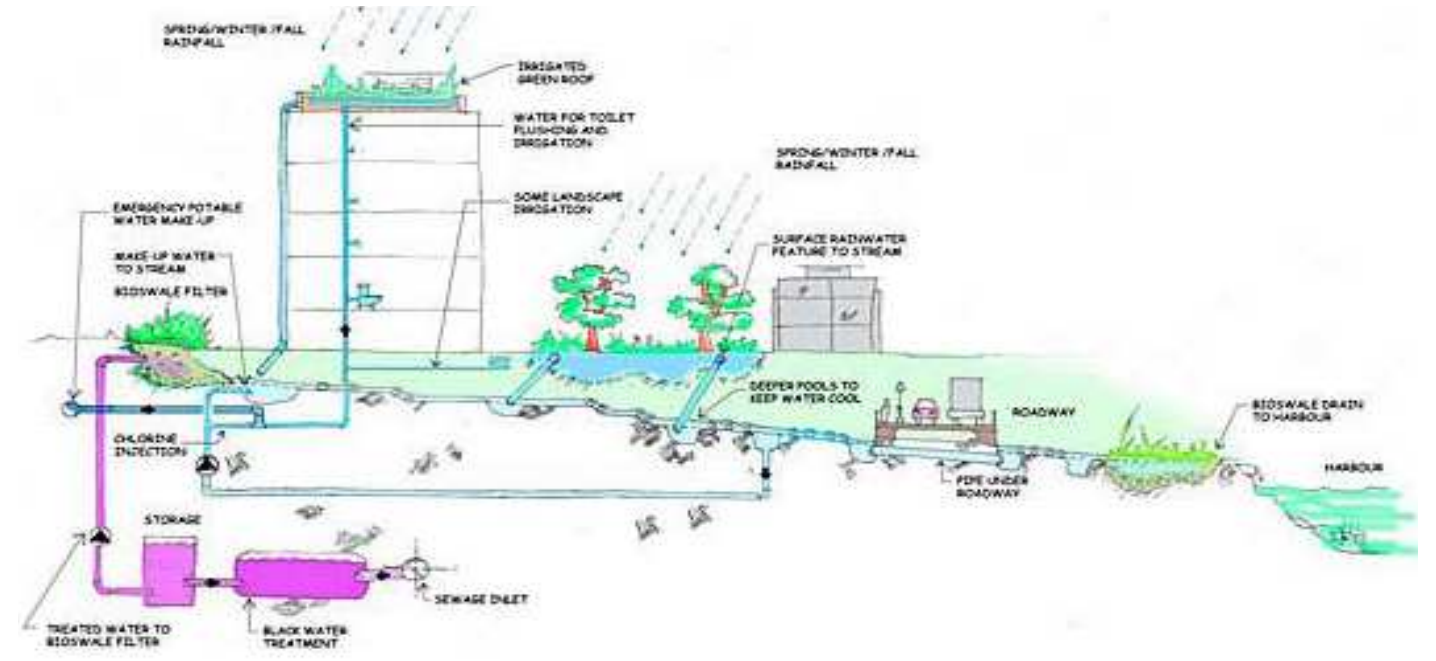 SPRING/WINTER /FALL
RAINFALL
IRRIGATED
GREEN ROOF
WATER FOR TOILET
FLUSHING AND
IRRIGATION
SPRING/WINTER /FALL
RAINFALL
EMERGENCY POTABLE
WATER MAKE-UP
SOME LANDSCAPE
IRRIGATION
SURFACE RAINWATER
FEATURE TO STREAM
MAKE-UP WATER
TO STREAM
BIOSWALE FILTER
DEEPER POOLS TO
KEEP WATER COOL
ROADWAY
BIOSWALE DRAIN
TO HARBOUR
CHLORINE
INJECTION
HARBOUR
PIPE UNDER
ROADWAY
STORAGE
SEWAGE INLET
TREATED WATER TO
BIOSWALE FILTER
BLACK WATER
TREATMENT